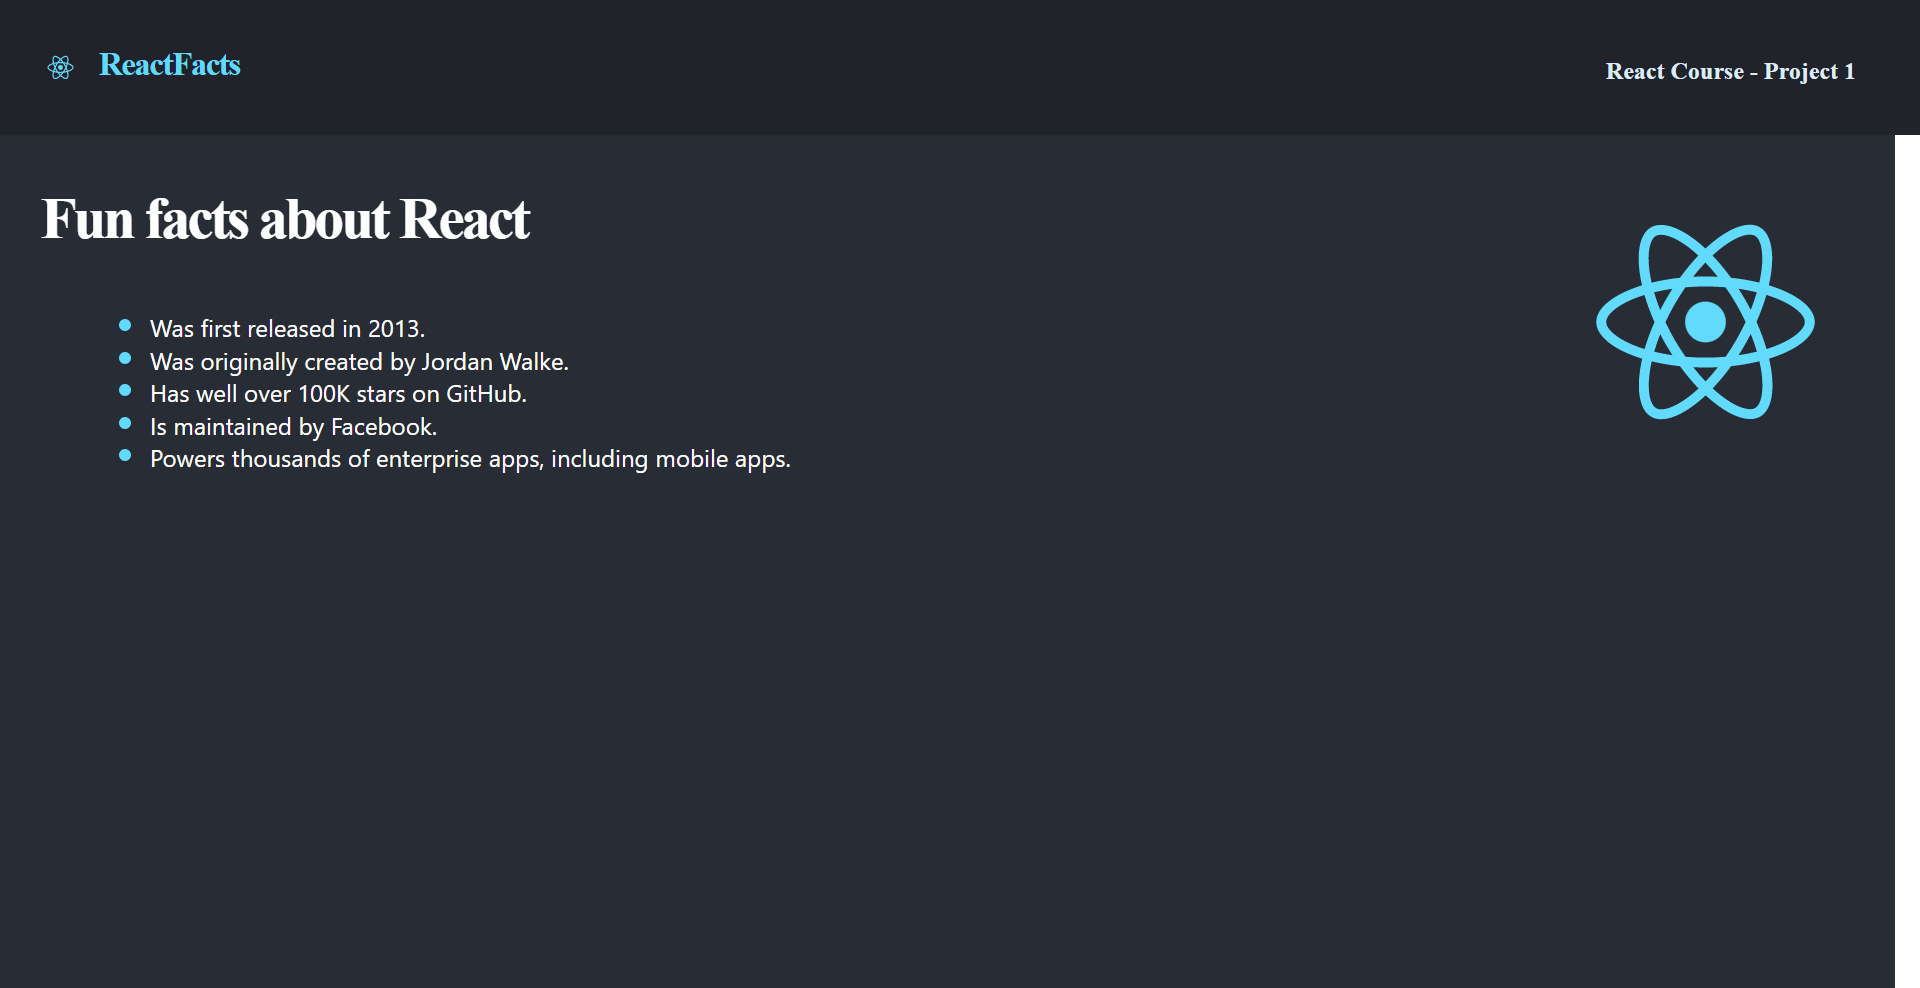 ReactFacts
React Course - Project 1
Fun facts about React
Was first released in 2013.
Was originally created by Jordan Walke.
Has well over 100K stars on GitHub.
Is maintained by Facebook.
Powers thousands of enterprise apps, including mobile apps.